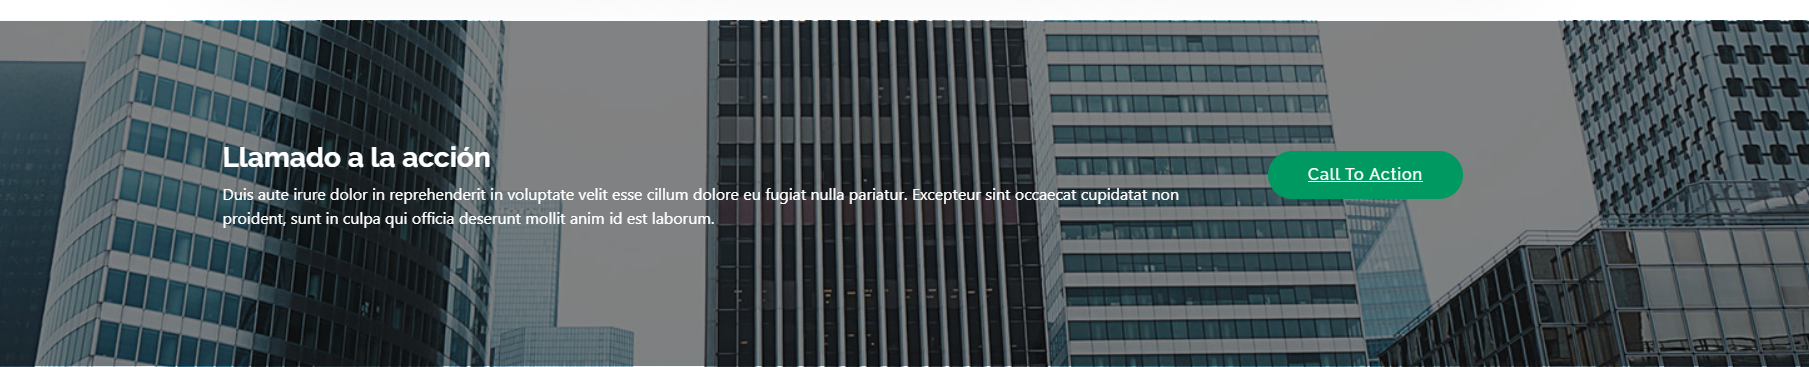 Llamado a la acción
Duis aute irure dolor in reprehenderit in voluptate velit esse cillum dolore eu fugiat nulla pariatur. Excepteur sint occaecat cupidatat non
proident, sunt in culpa qui officia deserunt mollit anim id est laborum.
Call To Action